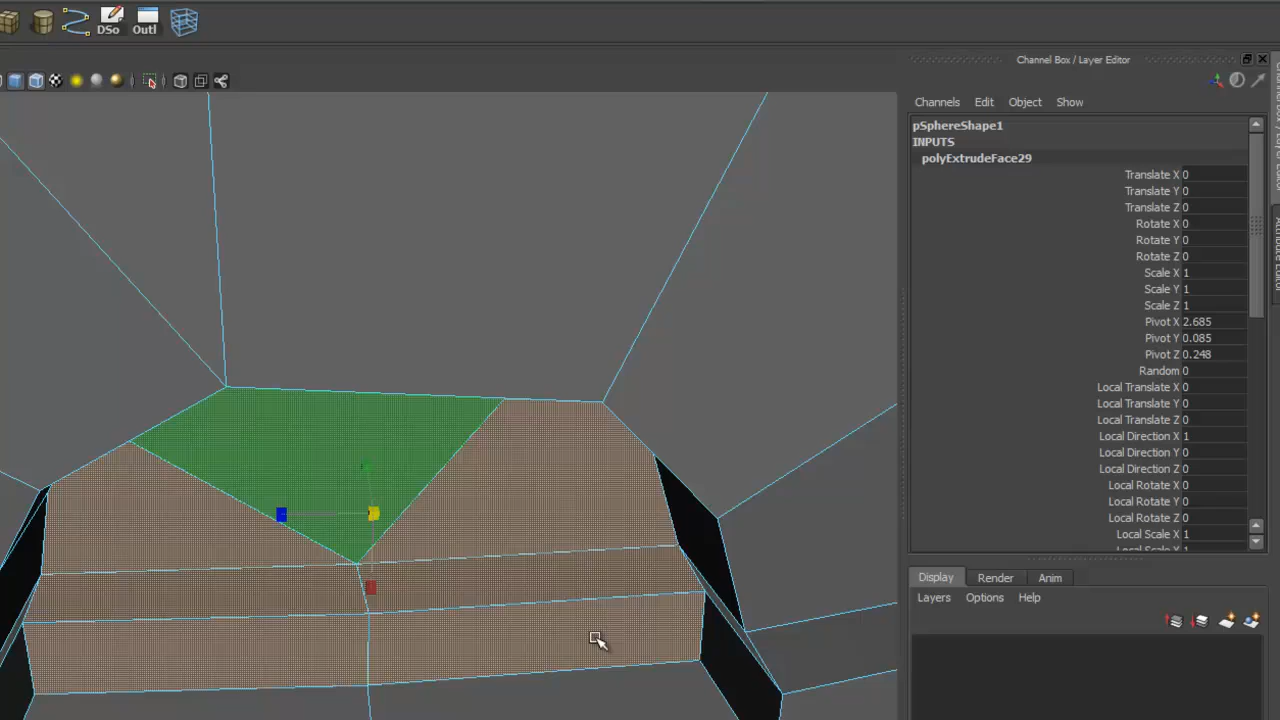 DSo Outl
Channel Box / Layer Editor
Channels Edit Object Show
pSphereShape1
INPUTS
polyExtrudeFace29
Translate X 0
Translate Y 0
Translate Z 0
Rotate X 0
Rotate Y 0
Rotate Z 0
Scale X 1
Scale Y 1
Scale Z 1
Pivot X 2.685
Pivot Y 0.085
Pivot Z 0.248
Random 0
Local Translate X 0
Local Translate Y 0
Local Translate Z 0
Local Direction X 1
Local Direction Y 0
Local Direction Z 0
Local Rotate X 0
Local Rotate Y 0
Local Rotate Z 0
Local Scale X 1
Display Render Anim
Layers Options Help